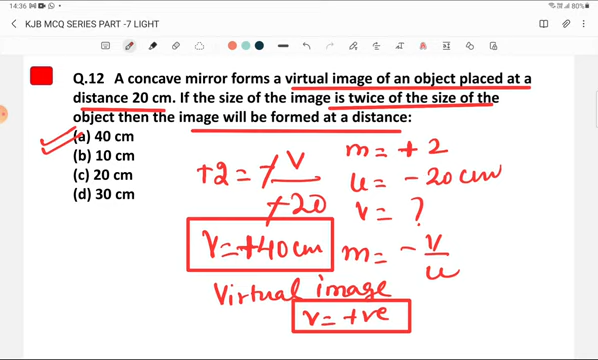 14:36
80%
KJB MCQ SERIES PART -7 LIGHT
Q.12 A concave mirror forms a virtual image of an object placed at a
distance 20 cm. If the size of the image is twice of the size of the
object then the image will be formed at a distance:
(a) 40 cm
(b) 10 cm
(c) 20 cm
(d) 30 cm
+2 = -v
-20
v = +40 cm
Virtual image
v = +ve
m = + 2
u = - 20 cm
v = ?
m = - v
u